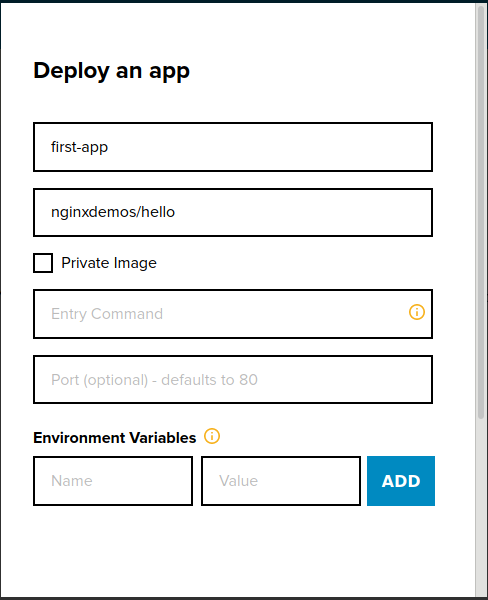 Deploy an app
first-app
nginxdemos/hello
Private Image
Entry Command
Port (optional) - defaults to 80
Environment Variables
Name Value ADD